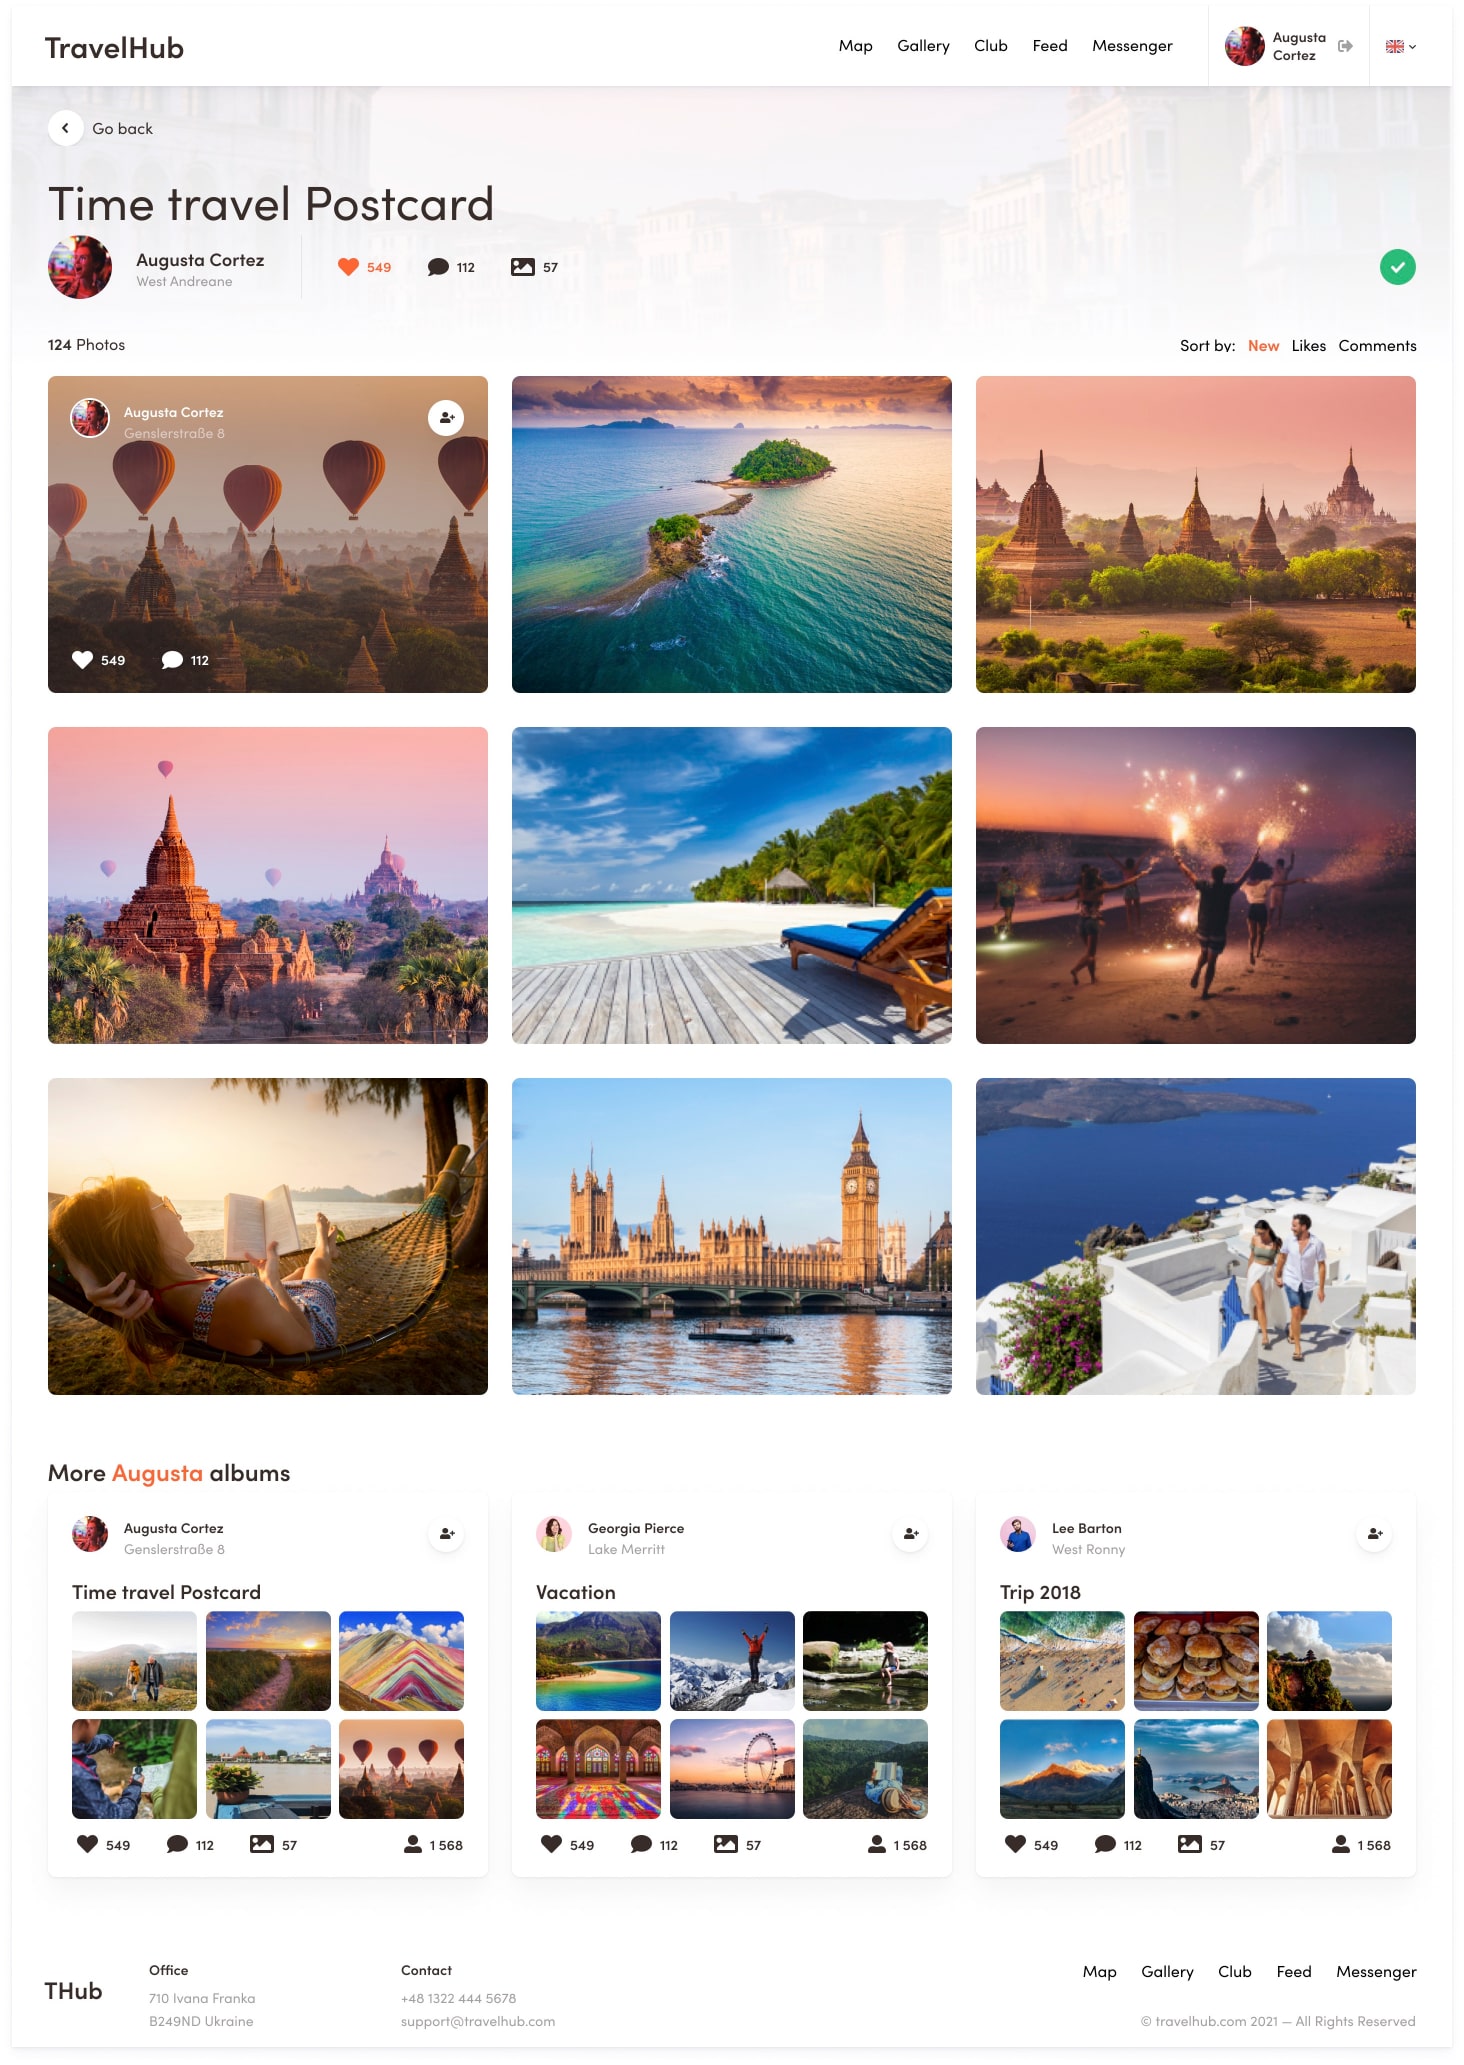 TravelHub
Map Gallery Club Feed Messenger
Augusta
Cortez
Go back
Time travel Postcard
Augusta Cortez
West Andreane
549 112 57
124 Photos
Sort by: New Likes Comments
Augusta Cortez
Genslerstraße 8
549 112
More Augusta albums
Augusta Cortez
Genslerstraße 8
Time travel Postcard
549 112 57 1 568
Georgia Pierce
Lake Merritt
Vacation
549 112 57 1 568
Lee Barton
West Ronny
Trip 2018
549 112 57 1 568
THub
Office
710 Ivana Franka
B249ND Ukraine
Contact
+48 1322 444 5678
support@travelhub.com
Map Gallery Club Feed Messenger
© travelhub.com 2021 — All Rights Reserved